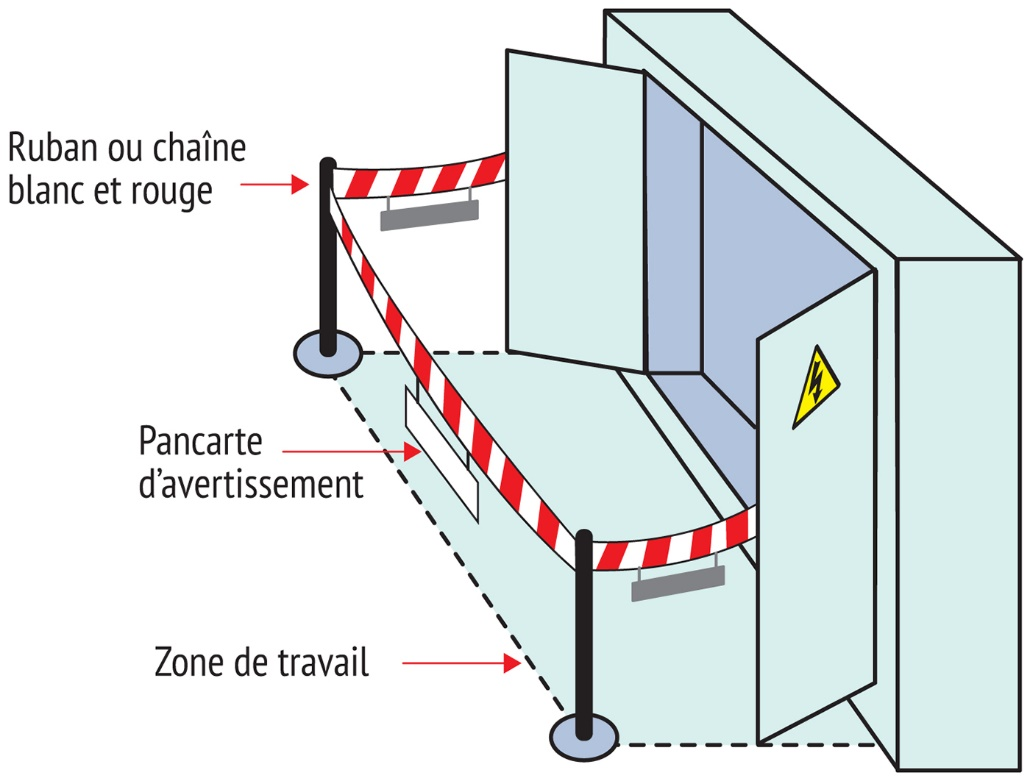 Ruban ou chaîne
blanc et rouge
Pancarte
d’avertissement
Zone de travail